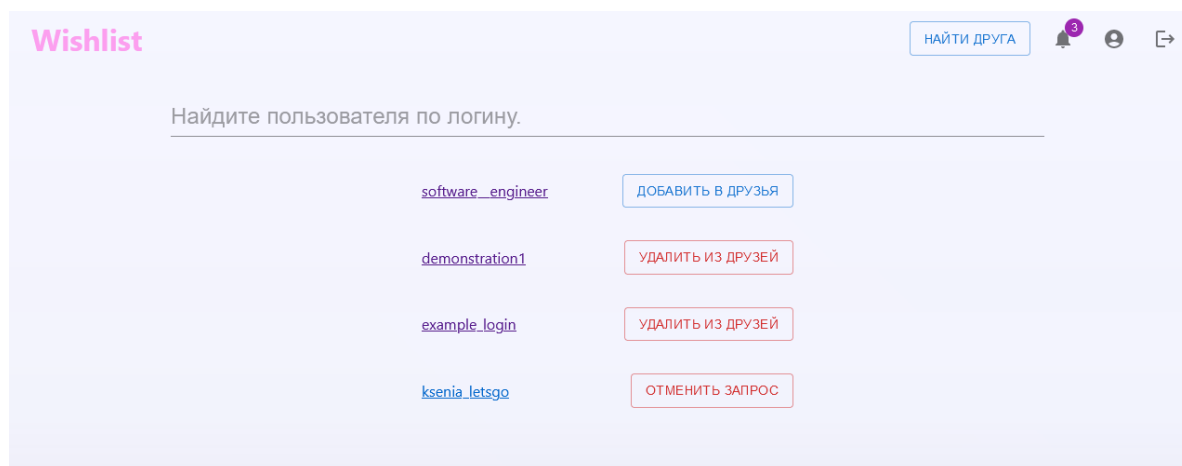 Wishlist
НАЙТИ ДРУГА
3
Найдите пользователя по логину.
software__engineer ДОБАВИТЬ В ДРУЗЬЯ
demonstration1 УДАЛИТЬ ИЗ ДРУЗЕЙ
example_login УДАЛИТЬ ИЗ ДРУЗЕЙ
ksenia_letsgo ОТМЕНИТЬ ЗАПРОС